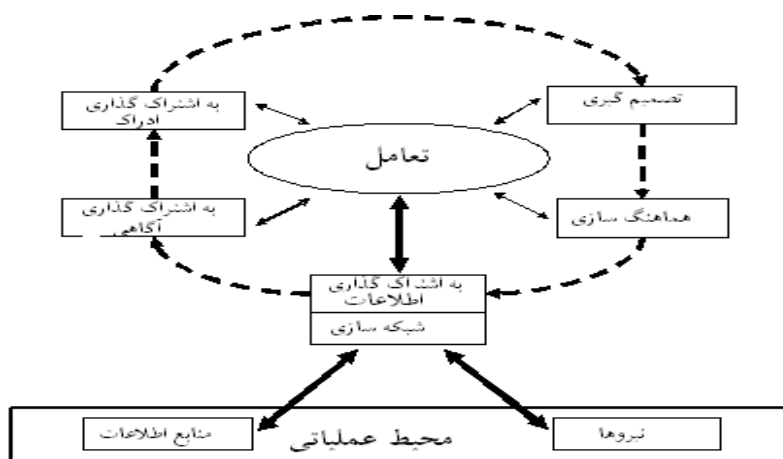 به اشتراک گذاری
ادراک
تصمیم گیری
تعامل
به اشتراک گذاری
آگاهی
هماهنگ سازی
به اشتراک گذاری
اطلاعات
شبکه سازی
نیروها
محیط عملیاتی
منابع اطلاعات